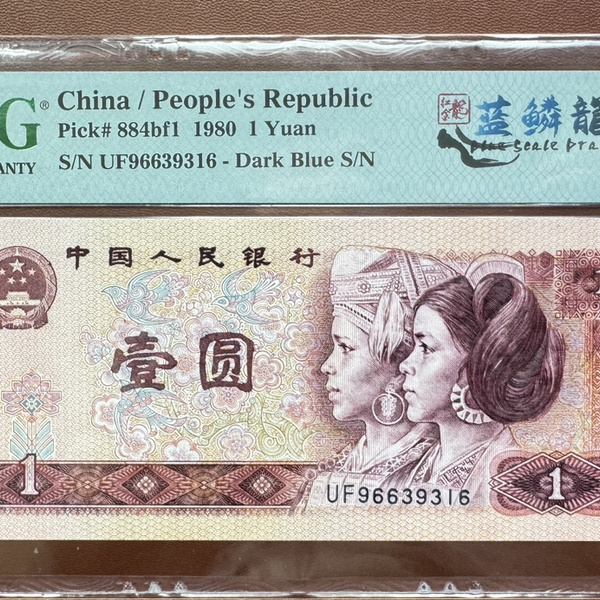 G® China / People's Republic
Pick# 884bf1 1980 1 Yuan
ANTY S/N UF96639316 - Dark Blue S/N
蓝鳞龍
中国人民银行
壹圆
1
UF96639316
1